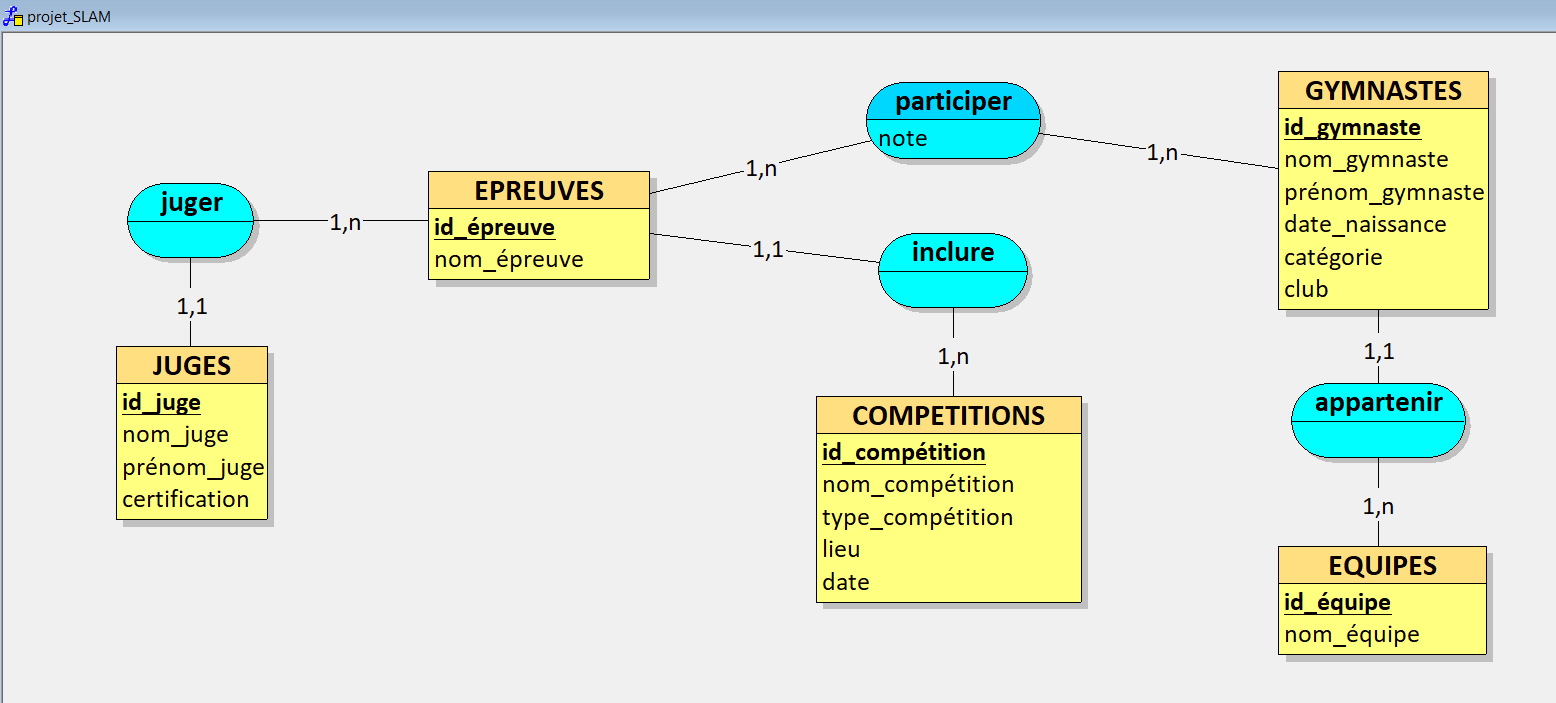 projet_SLAM
participer
note
1,n
1,n
GYMNASTES
id_gymnaste
nom_gymnaste
prénom_gymnaste
date_naissance
catégorie
club
juger
1,n
EPREUVES
id_épreuve
nom_épreuve
1,1
inclure
1,1
1,n
1,1
JUGES
id_juge
nom_juge
prénom_juge
certification
COMPETITIONS
id_compétition
nom_compétition
type_compétition
lieu
date
appartenir
1,n
EQUIPES
id_équipe
nom_équipe